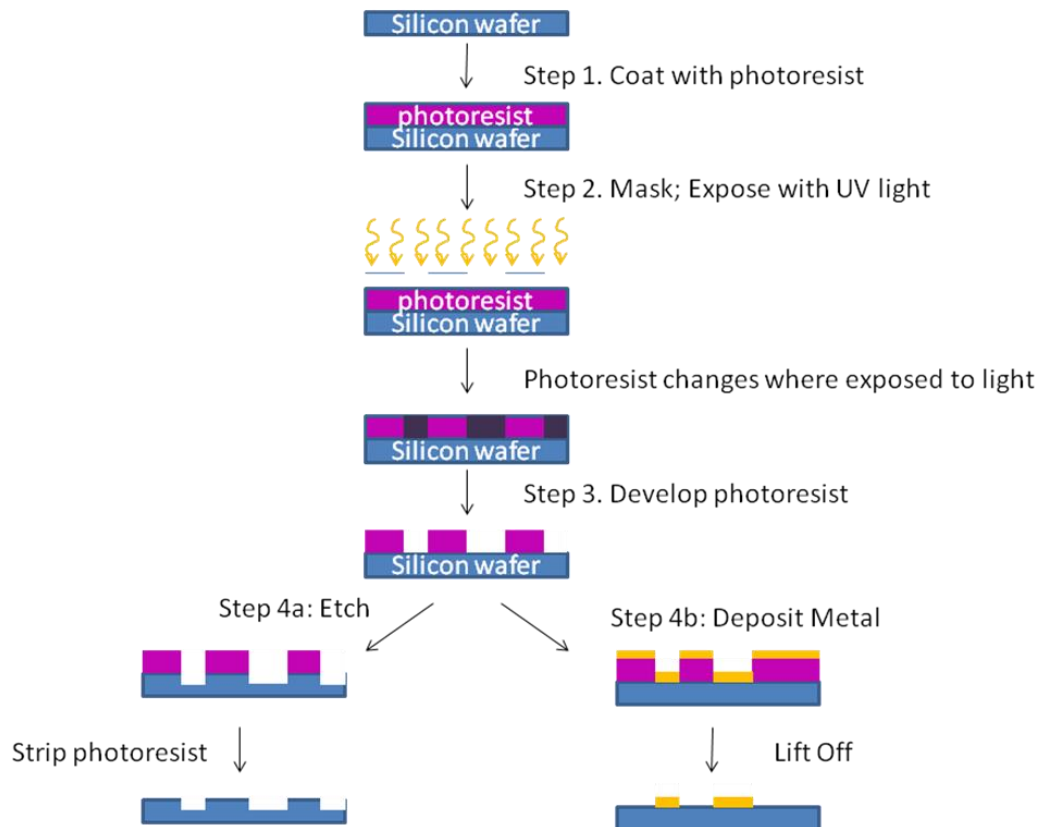 Silicon wafer
Step 1. Coat with photoresist
photoresist
Silicon wafer
Step 2. Mask; Expose with UV light
photoresist
Silicon wafer
Photoresist changes where exposed to light
Silicon wafer
Step 3. Develop photoresist
Silicon wafer
Step 4a: Etch
Step 4b: Deposit Metal
Strip photoresist
Lift Off